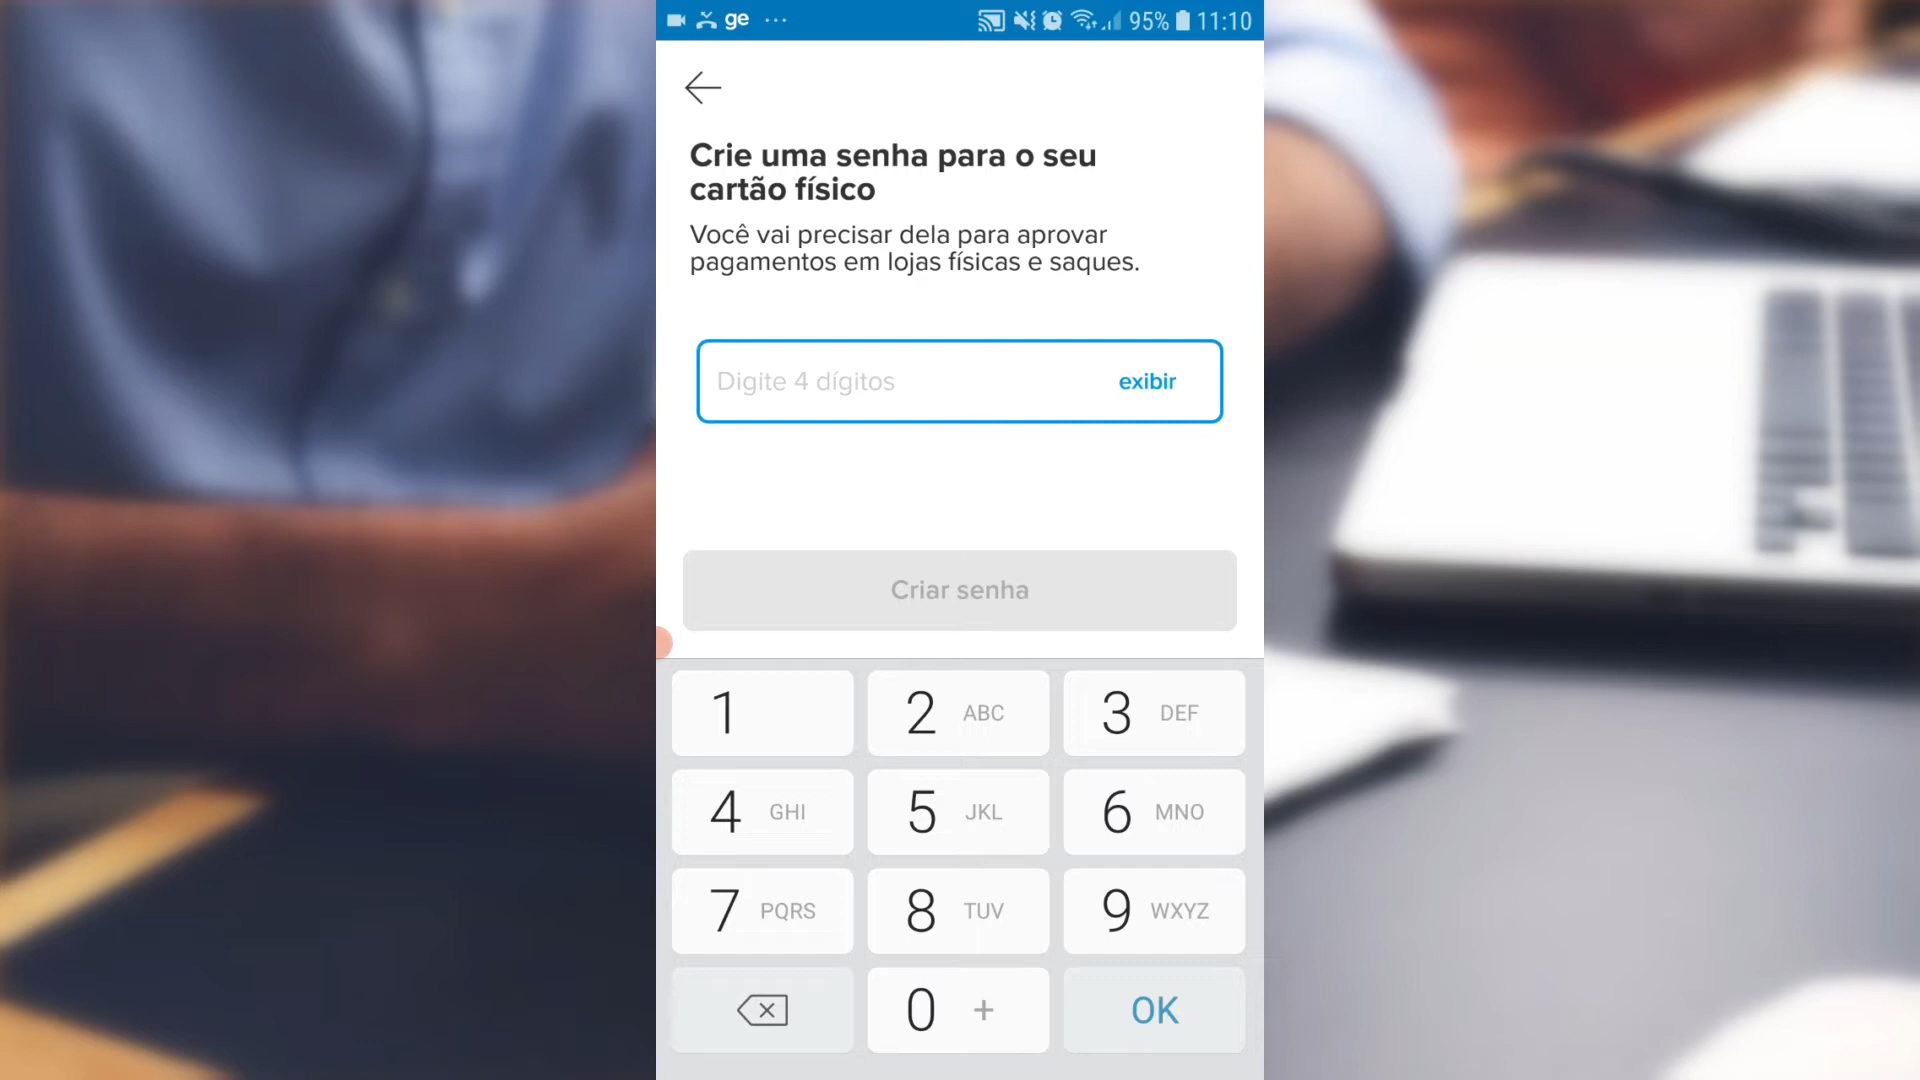 ge ... 95% 11:10
Crie uma senha para o seu
cartão físico
Você vai precisar dela para aprovar
pagamentos em lojas físicas e saques.
Digite 4 dígitos exibir
Criar senha
1 2 ABC 3 DEF
4 GHI 5 JKL 6 MNO
7 PQRS 8 TUV 9 WXYZ
0 + OK